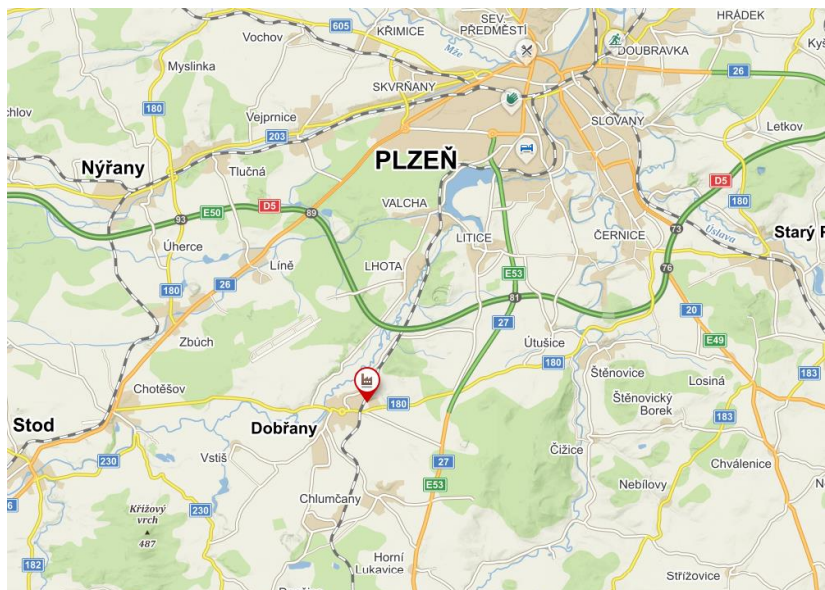 HRÁDEK
SEV.
PŘEDMĚSTÍ
605
KŘIMICE
Vochov
Mže
DOUBRAVKA
Myslinka
26
SKVRŇANY
180
Vejprnice
SLOVANY
Letkov
203
PLZEŇ
Nýřany
Tlučná
D5
180
E50
D5
89
VALCHA
93
73
Úslava
Úherce
LITICE
ČERNICE
Starý
LHOTA
Líně
E53
76
180
26
81
20
27
Zbůch
Útušice
E49
180
Štěnovice
183
Losiná
Chotěšov
Štěnovický
Borek
180
183
Stod
Dobřany
Čižice
Vstiš
230
27
Chválenice
230
E53
Nebílovy
Chlumčany
Křížový
vrch
487
6
Horní
Lukavice
182
Střížovice